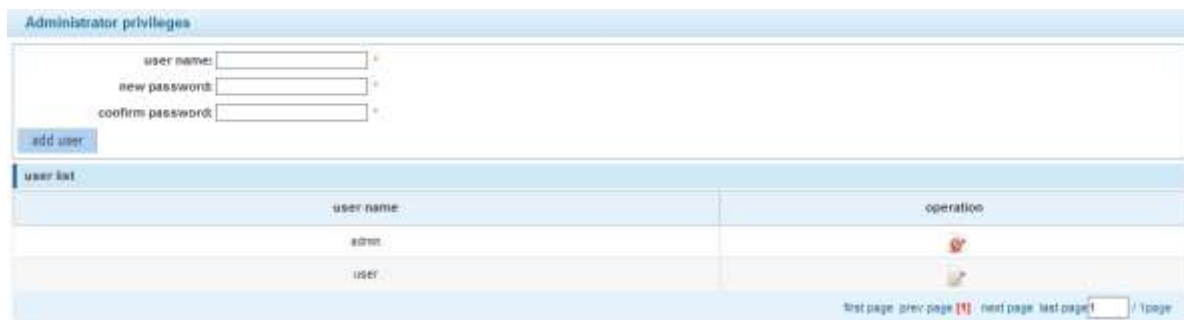 Administrator privileges
user name: *
new password: *
confirm password: *
add user
user list
user name operation
admin
user
first page prev page [1] next page last page 1 / 1page